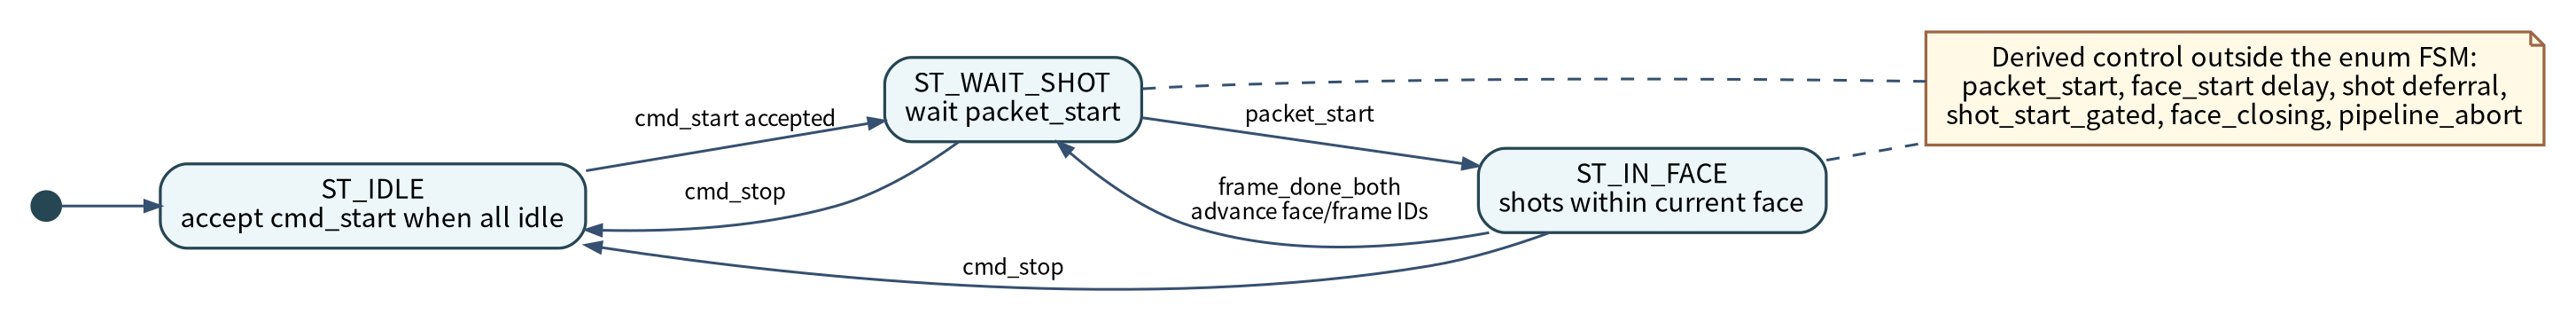 ST_IDLE
accept cmd_start when all idle
cmd_start accepted
cmd_stop
ST_WAIT_SHOT
wait packet_start
packet_start
frame_done_both
advance face/frame IDs
cmd_stop
ST_IN_FACE
shots within current face
Derived control outside the enum FSM:
packet_start, face_start delay, shot deferral,
shot_start_gated, face_closing, pipeline_abort